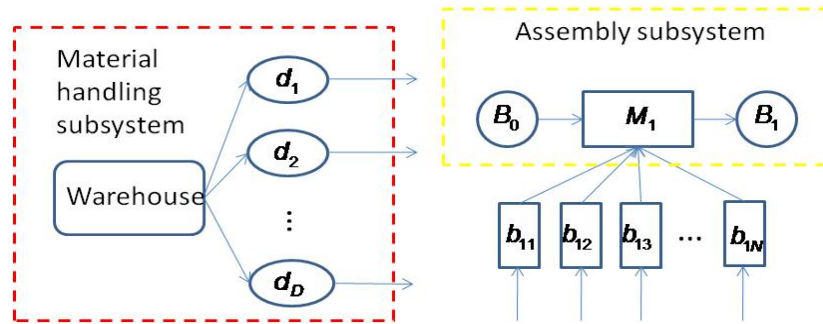 Material
handling
subsystem
Warehouse
d1
d2
⋮
dD
Assembly subsystem
B0
M1
B1
b11
b12
b13
...
b1N